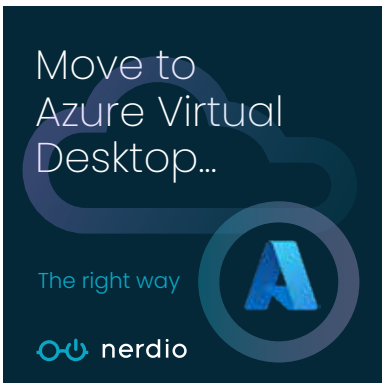 Move to
Azure Virtual
Desktop...
The right way
nerdio